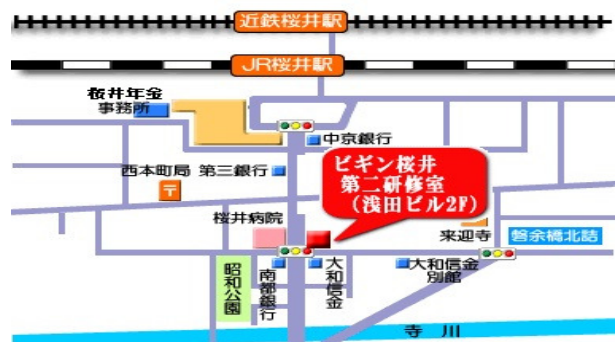 近鉄桜井駅
JR桜井駅
桜井年金
事務所
中京銀行
西本町局
第三銀行
〒
ビギン桜井
第二研修室
(浅田ビル2F)
桜井病院
来迎寺
磐余橋北詰
昭和公園
南都銀行
大和信金
大和信金
別館
寺川